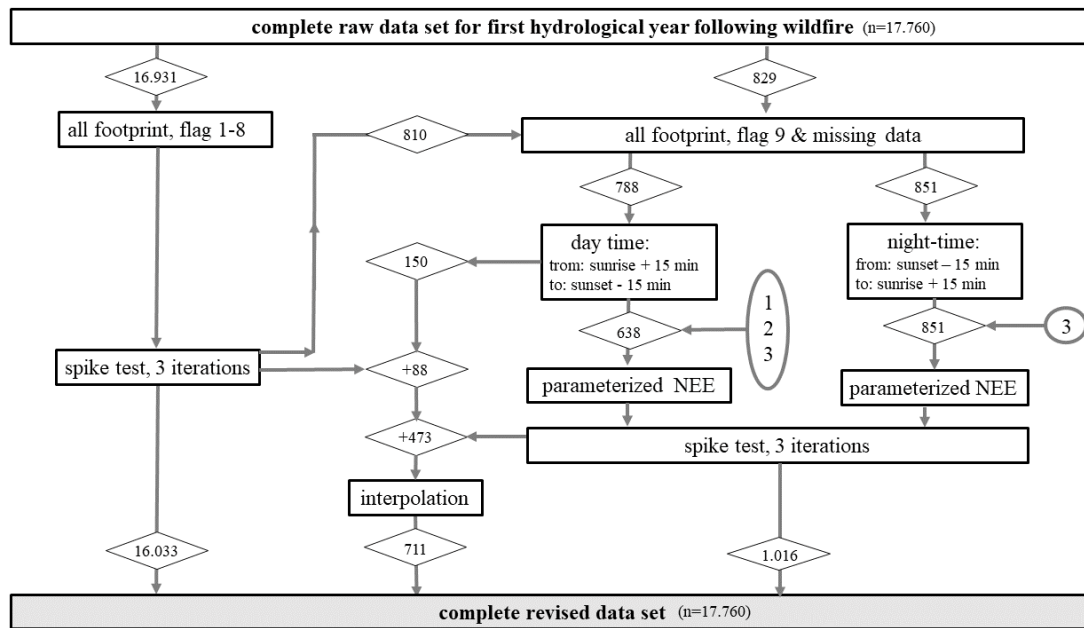 complete raw data set for first hydrological year following wildfire (n=17.760)
16.931
829
all footprint, flag 1-8
810
all footprint, flag 9 & missing data
788
851
day time:
trom: sunrise + 15 min
to: sunset - 15 min
night-time:
from: sunset – 15 min
to: sunrise + 15 min
150
1
2
3
638
851
3
spike test, 3 iterations
+88
parameterized NEE
parameterized NEE
+473
spike test, 3 iterations
interpolation
16.033
711
1.016
complete revised data set (n=17.760)